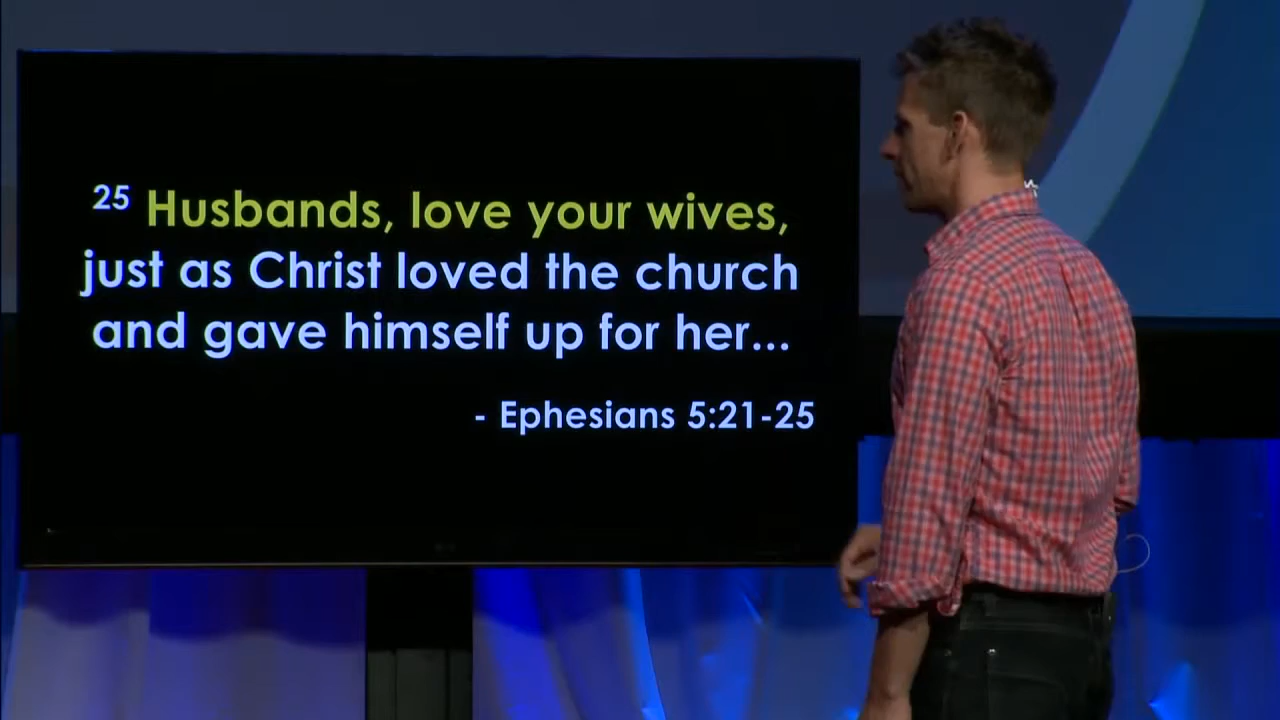 25 Husbands, love your wives,
just as Christ loved the church
and gave himself up for her...
- Ephesians 5:21-25